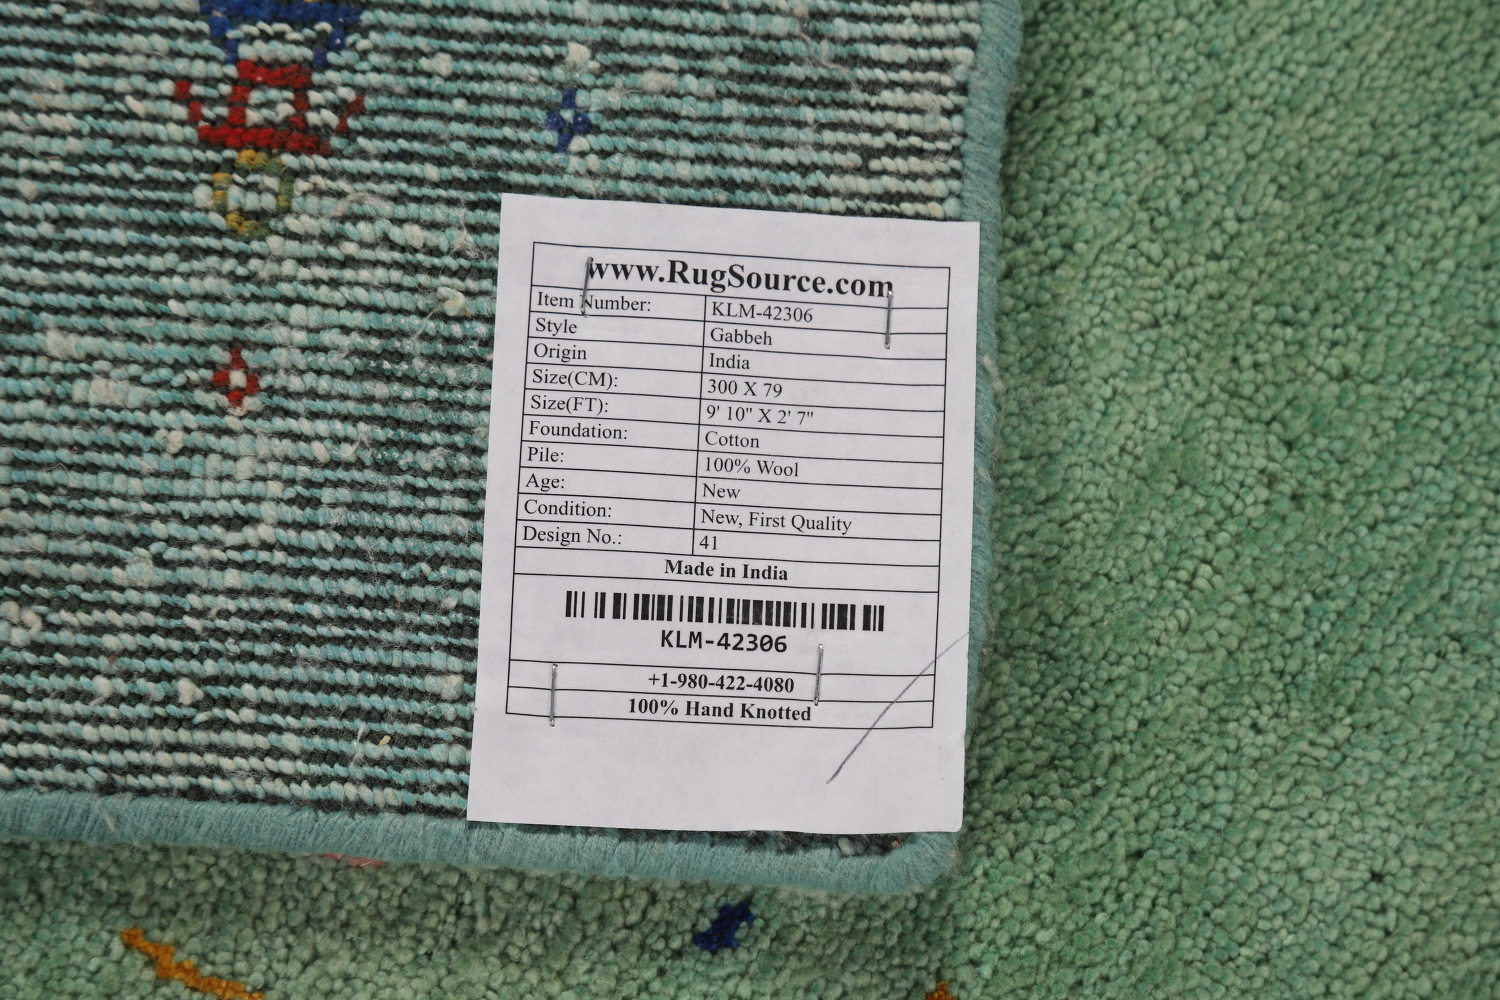 www.RugSource.com
Item Number: KLM-42306
Style Gabbeh
Origin India
Size(CM): 300 X 79
Size(FT): 9' 10" X 2' 7"
Foundation: Cotton
Pile: 100% Wool
Age: New
Condition: New, First Quality
Design No.: 41
Made in India
KLM-42306
+1-980-422-4080
100% Hand Knotted